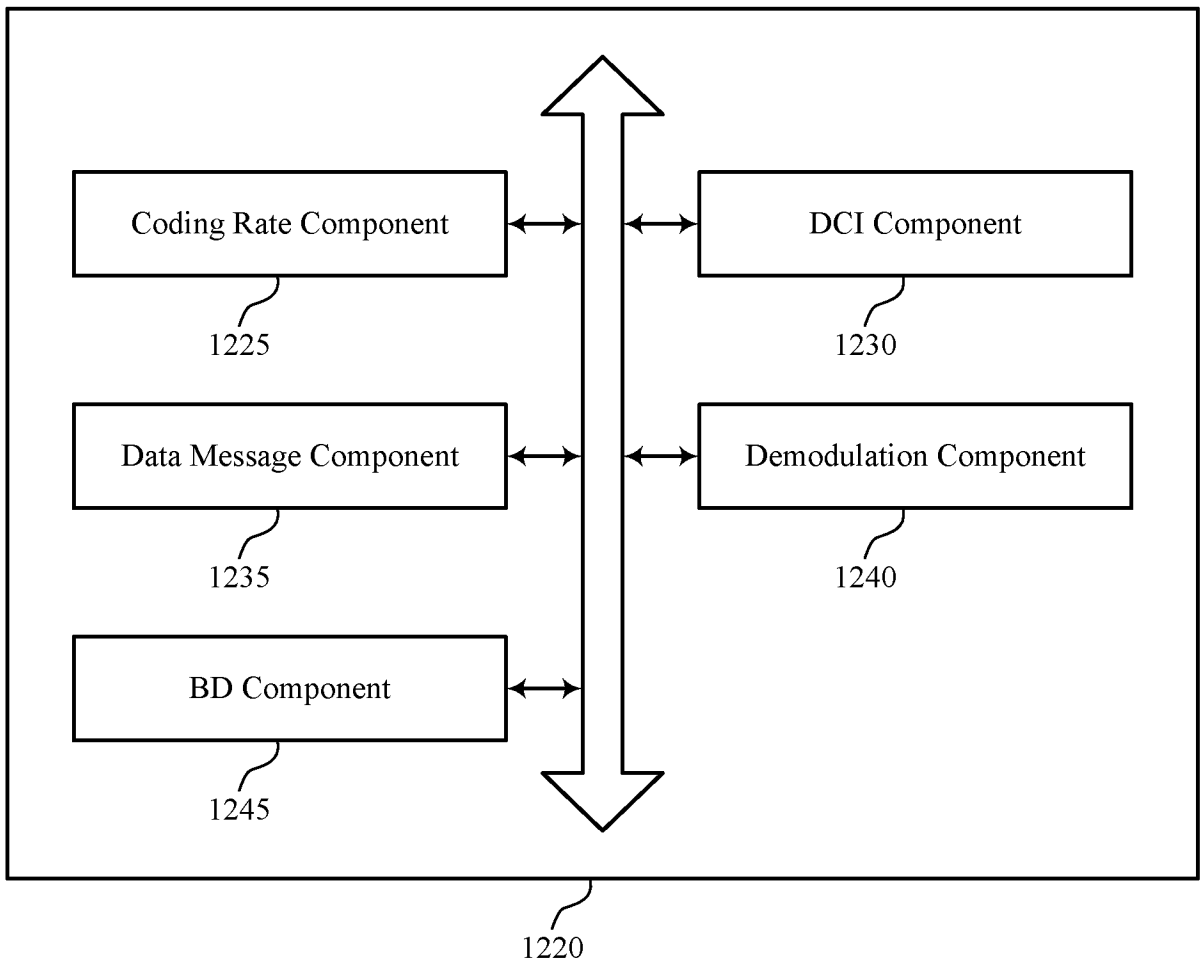 Coding Rate Component
DCI Component
1225
1230
Data Message Component
Demodulation Component
1235
1240
BD Component
1245
1220